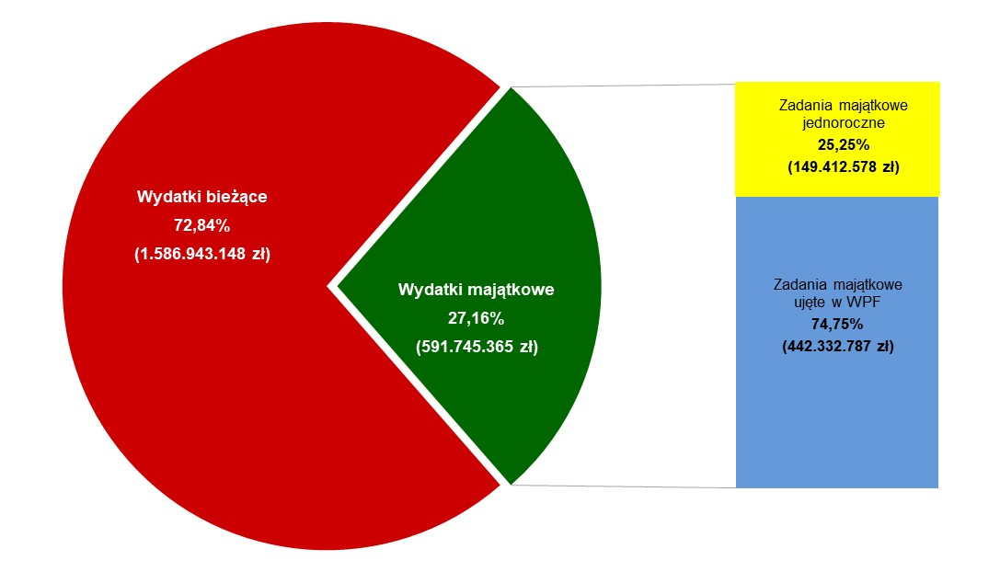 Wydatki bieżące
72,84%
(1.586.943.148 zł)
Wydatki majątkowe
27,16%
(591.745.365 zł)
Zadania majątkowe
jednoroczne
25,25%
(149.412.578 zł)
Zadania majątkowe
ujęte w WPF
74,75%
(442.332.787 zł)